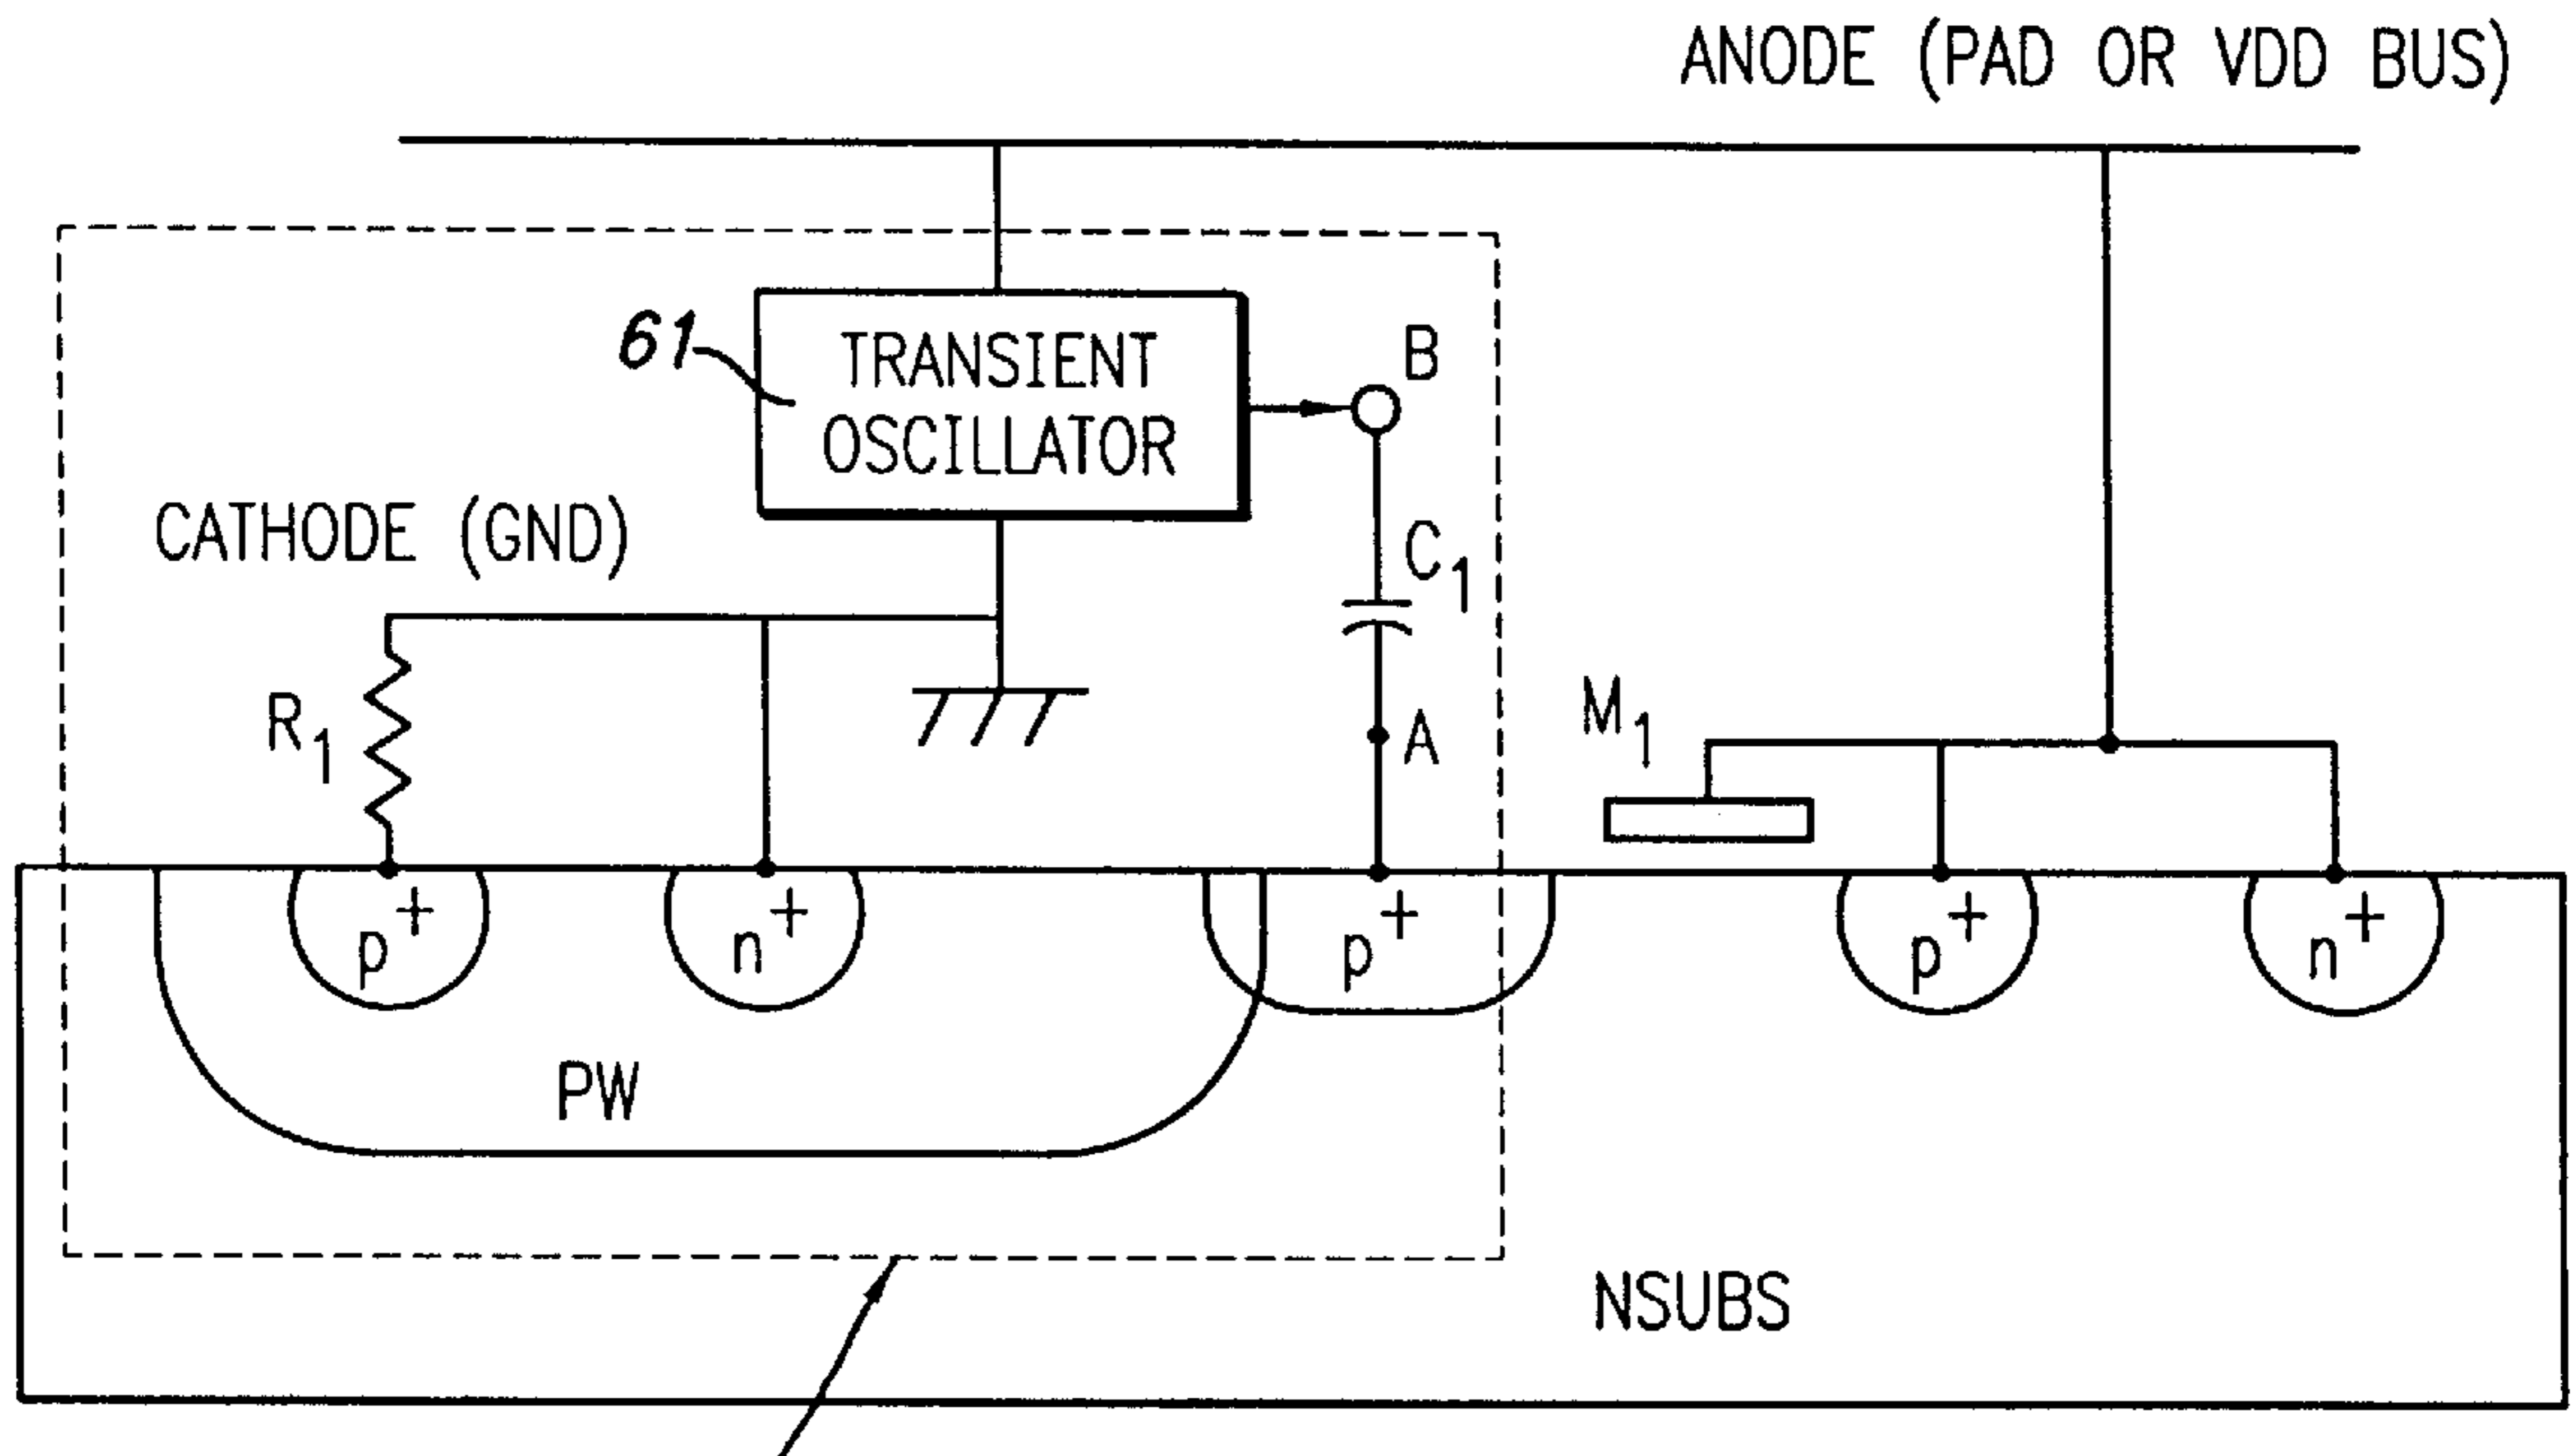 ANODE (PAD OR VDD BUS)
61
TRANSIENT
OSCILLATOR
B
CATHODE (GND)
C1
R1
A
M1
p+
n+
p+
p+
n+
PW
NSUBS